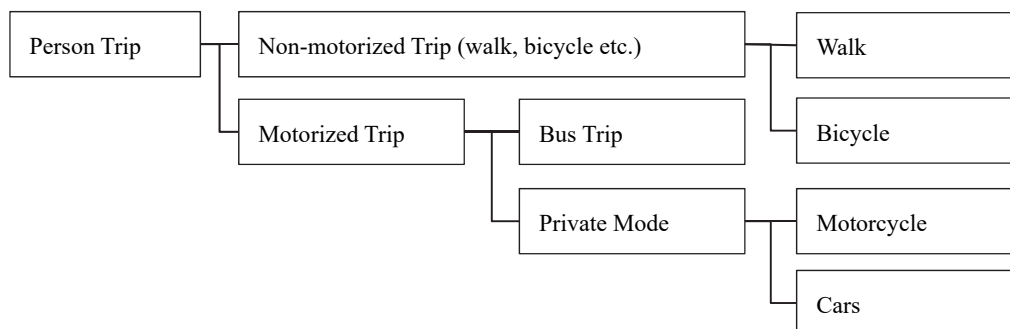 Person Trip
Non-motorized Trip (walk, bicycle etc.)
Walk
Motorized Trip
Bus Trip
Bicycle
Private Mode
Motorcycle
Cars